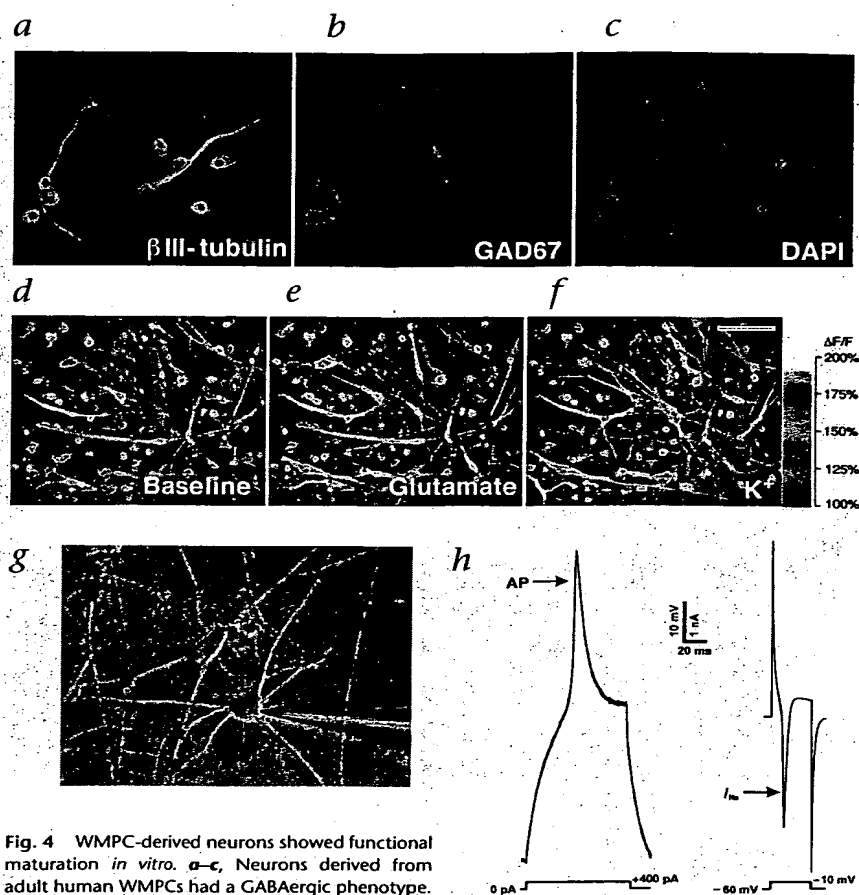 a b c
βIII-tubulin GAD67 DAPI
d e f
ΔF/F
200%
175%
150%
125%
100%
Baseline Glutamate K+
g h
AP
10 mV
1 nA
20 ms
I Na
0 pA +400 pA −60 mV −10 mV
Fig. 4 WMPC-derived neurons showed functional
maturation in vitro. a–c, Neurons derived from
adult human WMPCs had a GABAergic phenotype.